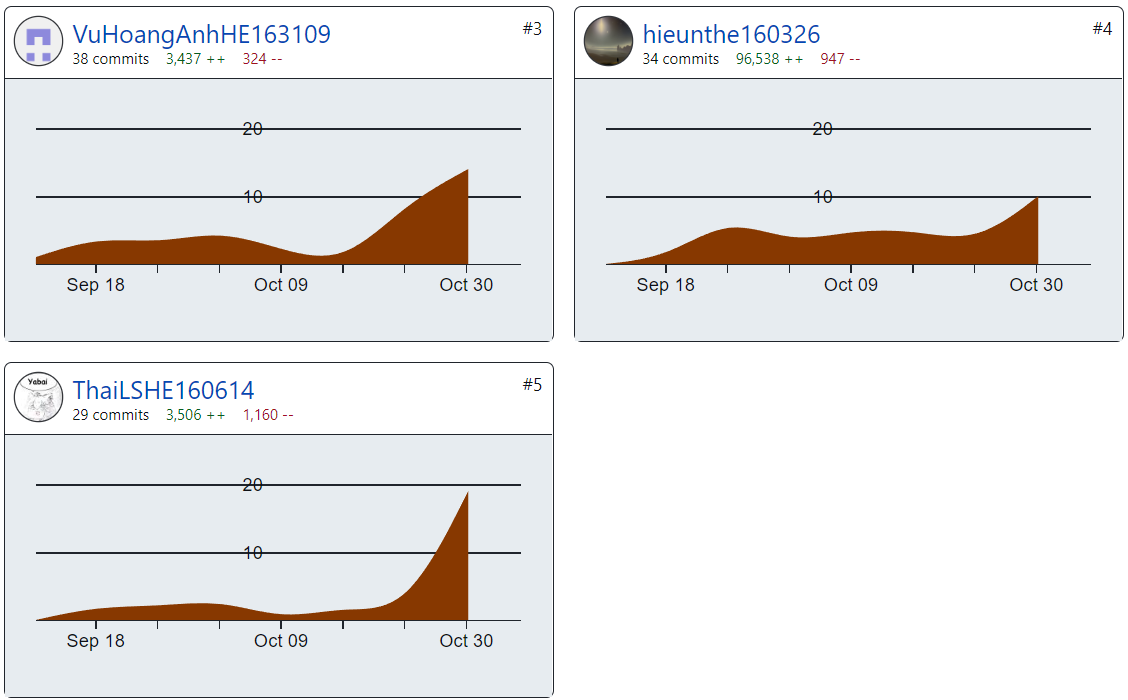 VuHoangAnhHE163109
#3
38 commits 3,437 ++ 324 --
20
10
Sep 18 Oct 09 Oct 30
hieunthe160326
#4
34 commits 96,538 ++ 947 --
20
10
Sep 18 Oct 09 Oct 30
Yabai
ThaiLSHE160614
#5
29 commits 3,506 ++ 1,160 --
20
10
Sep 18 Oct 09 Oct 30